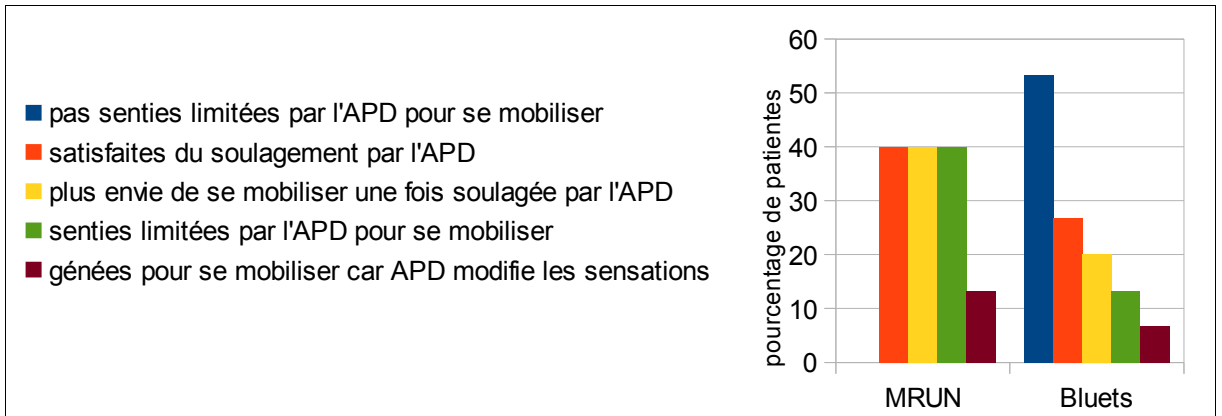 pas senties limitées par l'APD pour se mobiliser
satisfaites du soulagement par l'APD
plus envie de se mobiliser une fois soulagée par l'APD
senties limitées par l'APD pour se mobiliser
génées pour se mobiliser car APD modifie les sensations
pourcentage de patientes
60
50
40
30
20
10
0
MRUN
Bluets